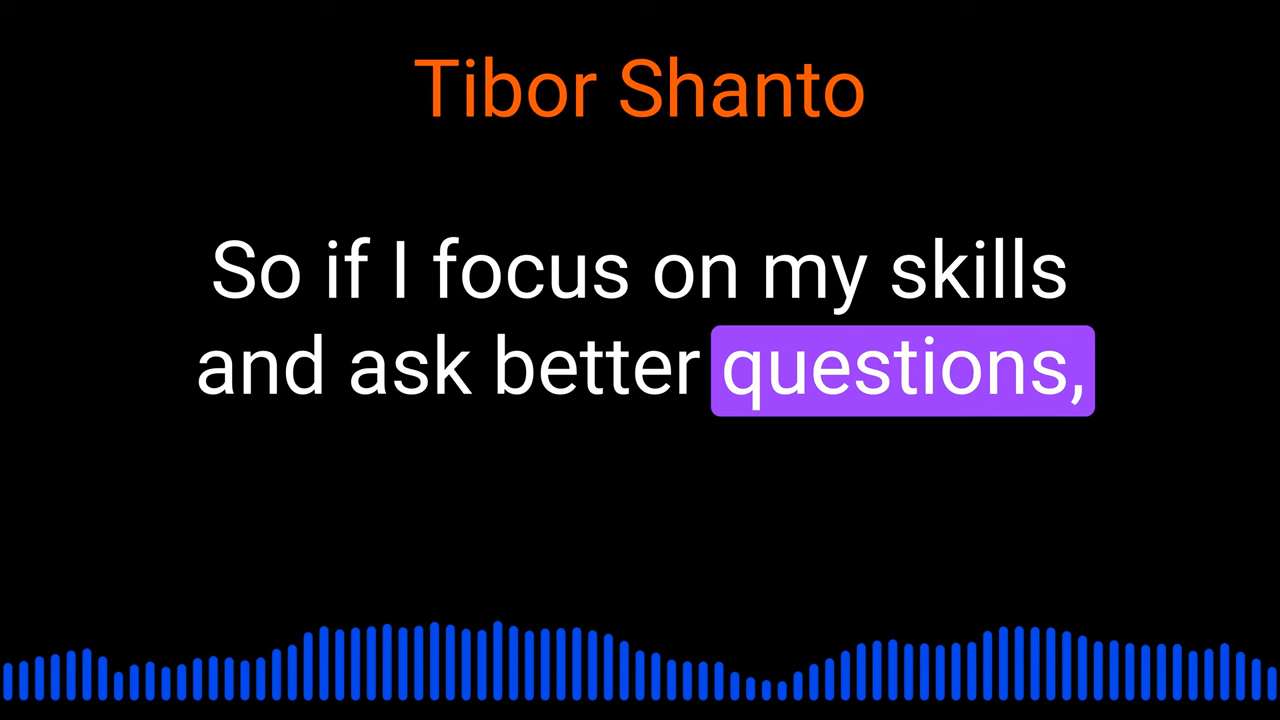 Tibor Shanto
So if I focus on my skills
and ask better questions,